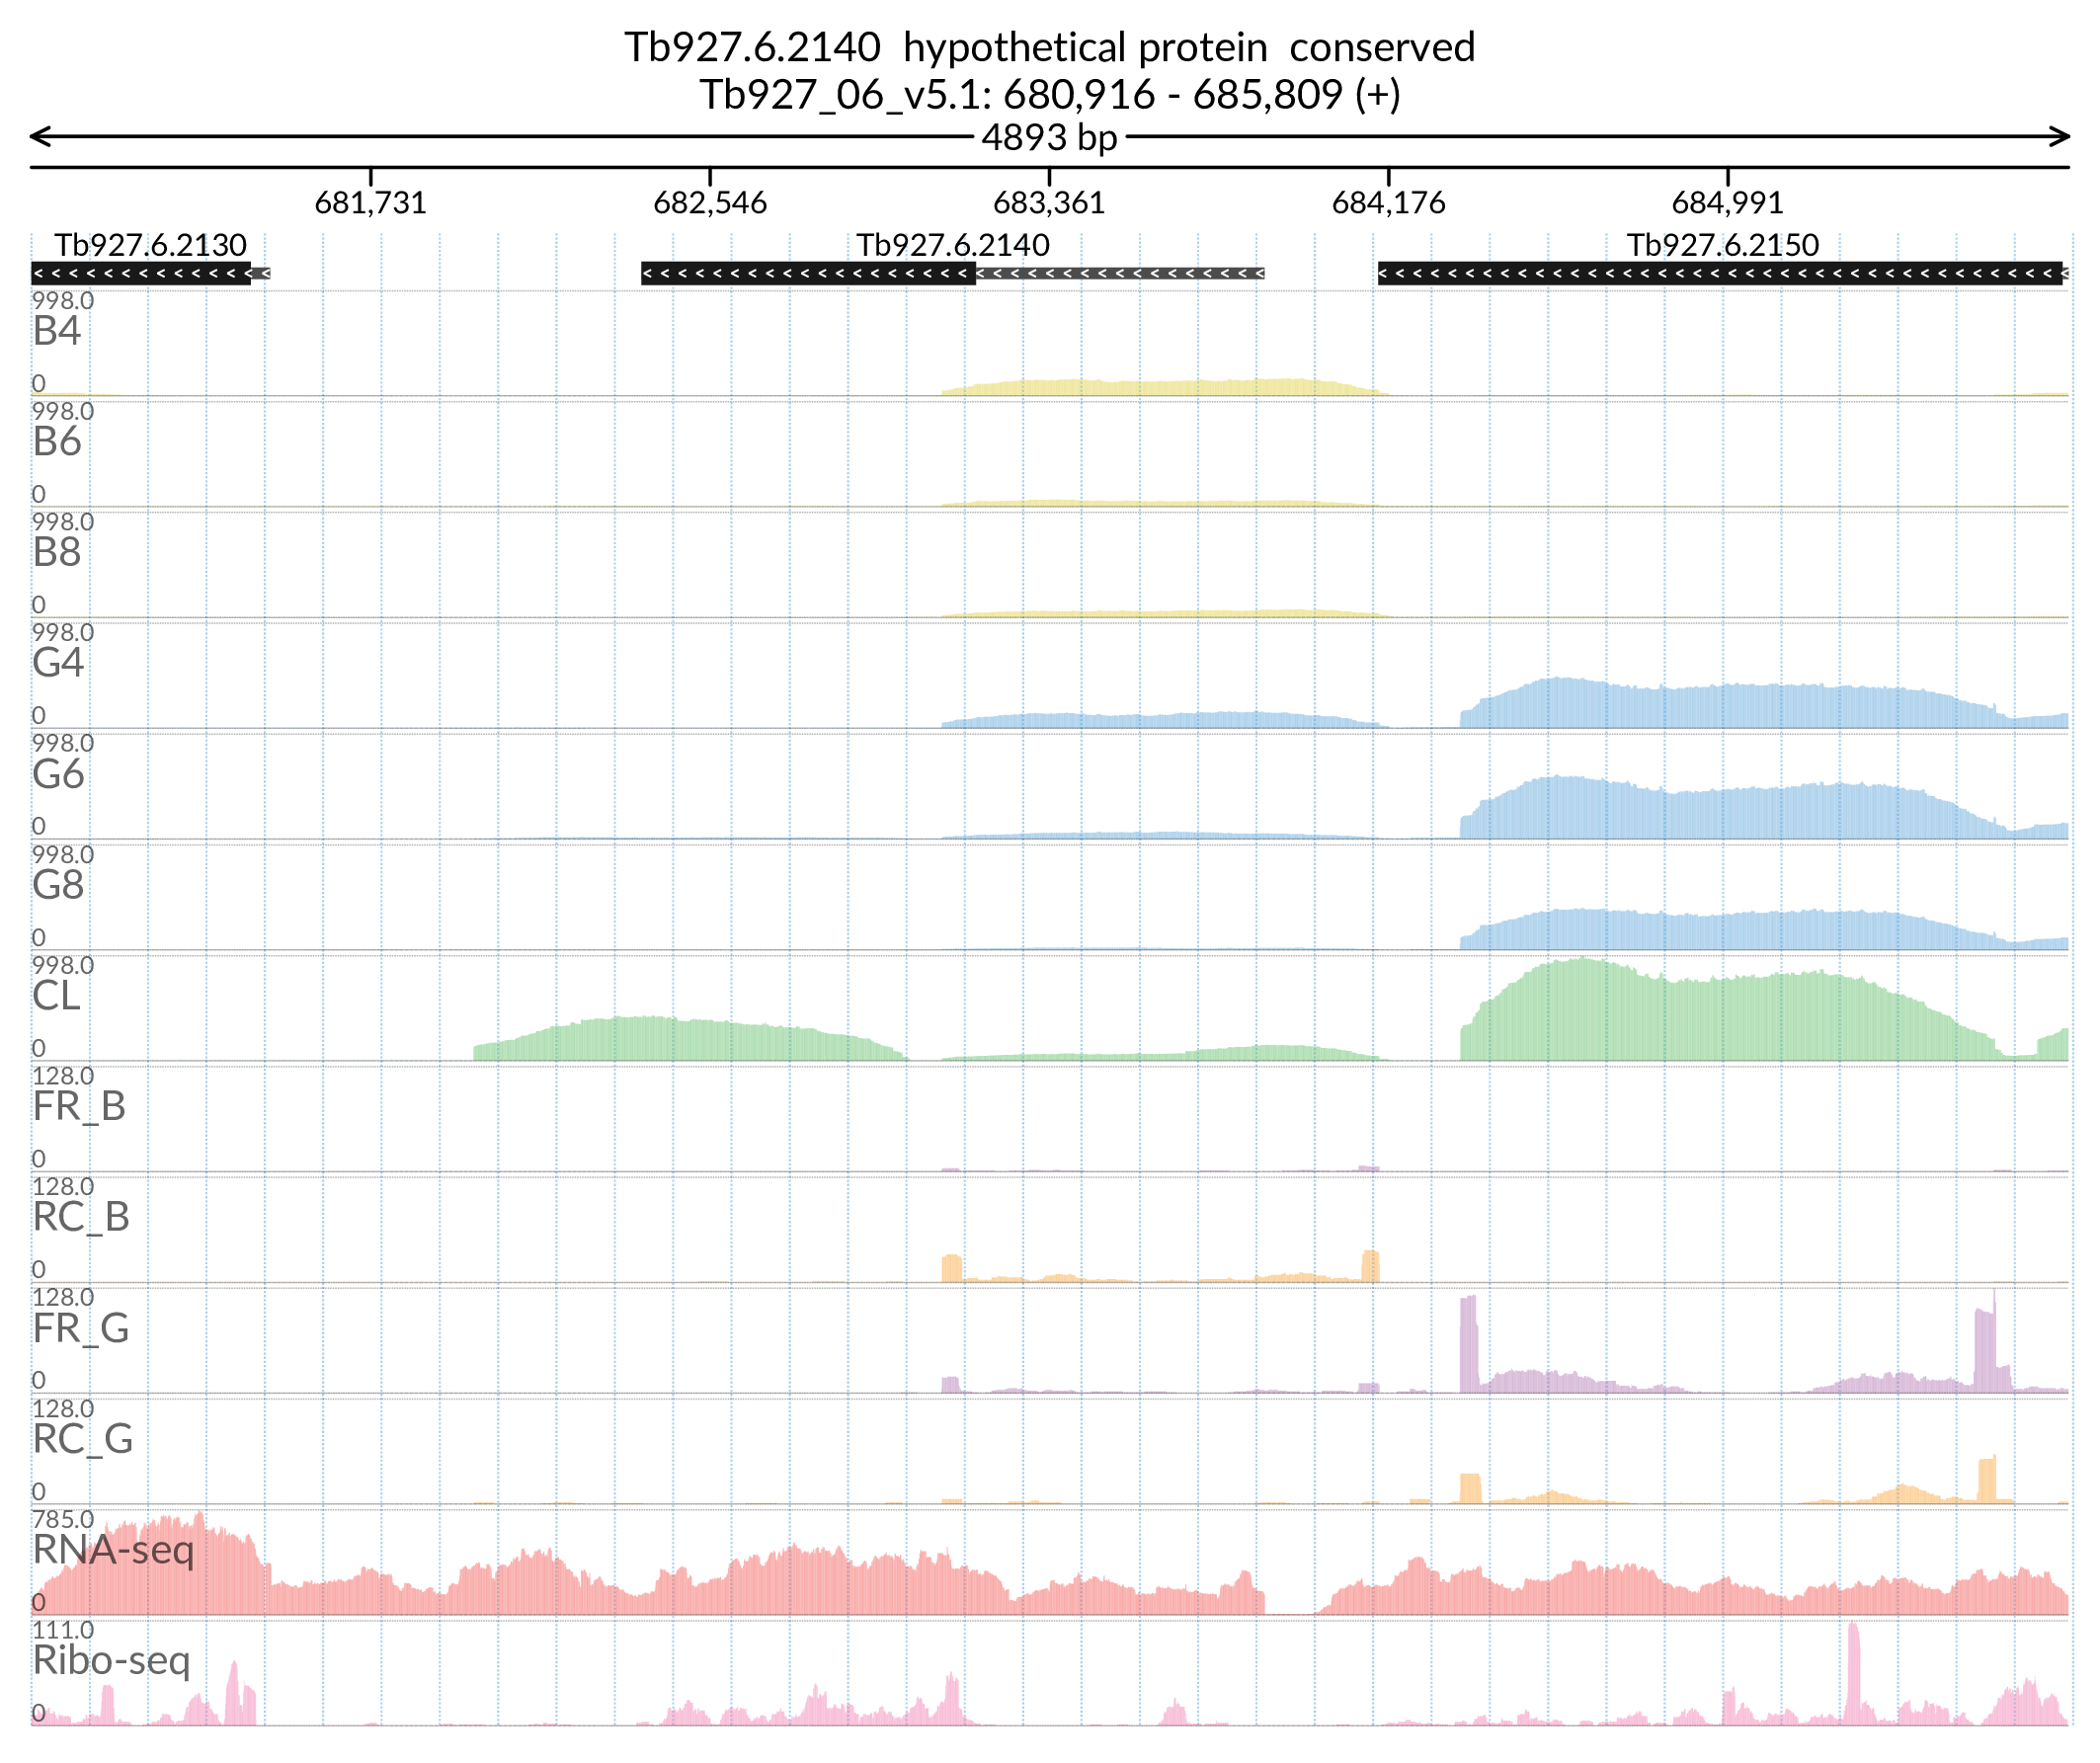 Tb927.6.2140 hypothetical protein conserved
Tb927_06_v5.1: 680,916 - 685,809 (+)
4893 bp
681,731 682,546 683,361 684,176 684,991
Tb927.6.2130 Tb927.6.2140 Tb927.6.2150
998.0
B4
0
998.0
B6
0
998.0
B8
0
998.0
G4
0
998.0
G6
0
998.0
G8
0
998.0
CL
0
128.0
FR_B
0
128.0
RC_B
0
128.0
FR_G
0
128.0
RC_G
0
785.0
RNA-seq
0
111.0
Ribo-seq
0